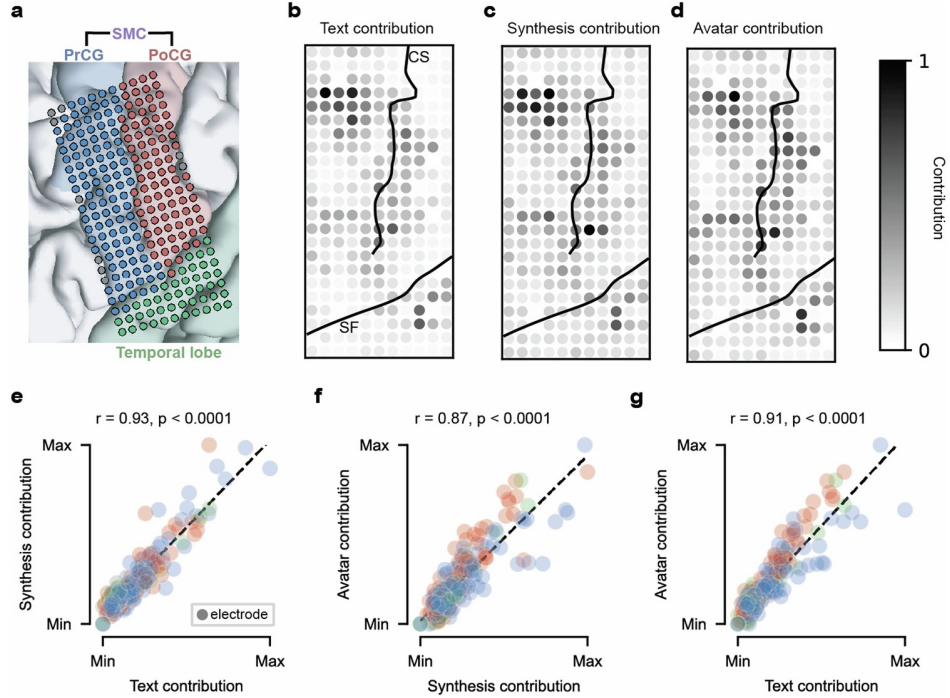 a
SMC
PrCG
PoCG
Temporal lobe
b
Text contribution
CS
SF
c
Synthesis contribution
d
Avatar contribution
1
Contribution
0
e
r = 0.93, p < 0.0001
Max
Synthesis contribution
Min
electrode
Min
Max
Text contribution
f
r = 0.87, p < 0.0001
Max
Avatar contribution
Min
Min
Max
Synthesis contribution
g
r = 0.91, p < 0.0001
Max
Avatar contribution
Min
Min
Max
Text contribution